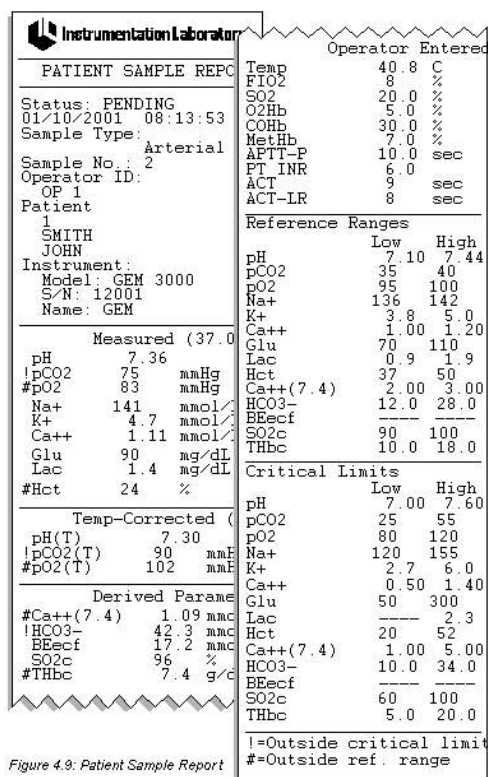 Instrumentation Laboratory
PATIENT SAMPLE REPO
Status: PENDING
01/10/2001 08:13:53
Sample Type:
Arterial
Sample No.: 2
Operator ID:
OP 1
Patient
1
SMITH
JOHN
Instrument:
Model: GEM 3000
S/N: 12001
Name: GEM
Measured (37.0
pH 7.36
!pCO2 75 mmHg
#pO2 83 mmHg
Na+ 141 mmol/
K+ 4.7 mmol/
Ca++ 1.11 mmol/
Glu 90 mg/dL
Lac 1.4 mg/dL
#Hct 24 %
Temp-Corrected (
pH(T) 7.30
!pCO2(T) 90 mmH
#pO2(T) 102 mmH
Derived Parame
#Ca++(7.4) 1.09 mmo
!HCO3- 42.3 mmo
BEecf 17.2 mmo
SO2c 96 %
#THbc 7.4 g/d
Figure 4.9: Patient Sample Report
Operator Entered
Temp 40.8 C
FIO2 8 %
SO2 20.0 %
O2Hb 5.0 %
COHb 30.0 %
MetHb 7.0 %
APTT-P 10.0 sec
PT INR 6.0
ACT 9 sec
ACT-LR 8 sec
Reference Ranges
Low High
pH 7.10 7.44
pCO2 35 40
pO2 95 100
Na+ 136 142
K+ 3.8 5.0
Ca++ 1.00 1.20
Glu 70 110
Lac 0.9 1.9
Hct 37 50
Ca++(7.4) 2.00 3.00
HCO3- 12.0 28.0
BEecf ---- ----
SO2c 90 100
THbc 10.0 18.0
Critical Limits
Low High
pH 7.00 7.60
pCO2 25 55
pO2 80 120
Na+ 120 155
K+ 2.7 6.0
Ca++ 0.50 1.40
Glu 50 300
Lac ---- 2.3
Hct 20 52
Ca++(7.4) 1.00 5.00
HCO3- 10.0 34.0
BEecf ---- ----
SO2c 60 100
THbc 5.0 20.0
!=Outside critical limit
#=Outside ref. range